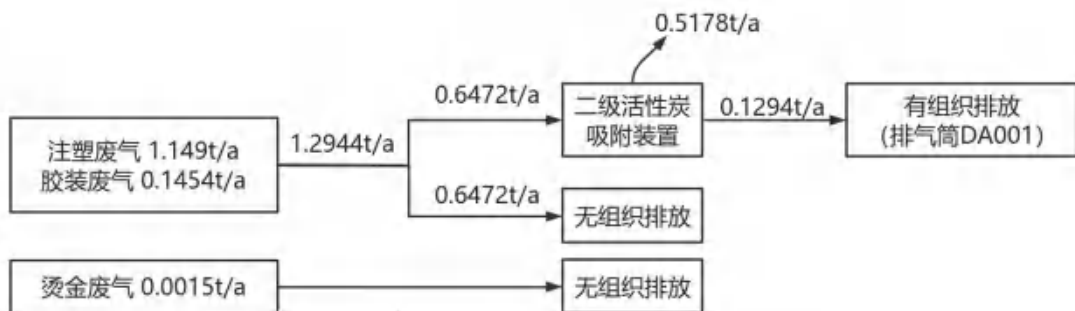 0.5178t/a
0.6472t/a
二级活性炭
吸附装置
0.1294t/a
有组织排放
(排气筒DA001)
注塑废气 1.149t/a
胶装废气 0.1454t/a
1.2944t/a
0.6472t/a
无组织排放
烫金废气 0.0015t/a
无组织排放